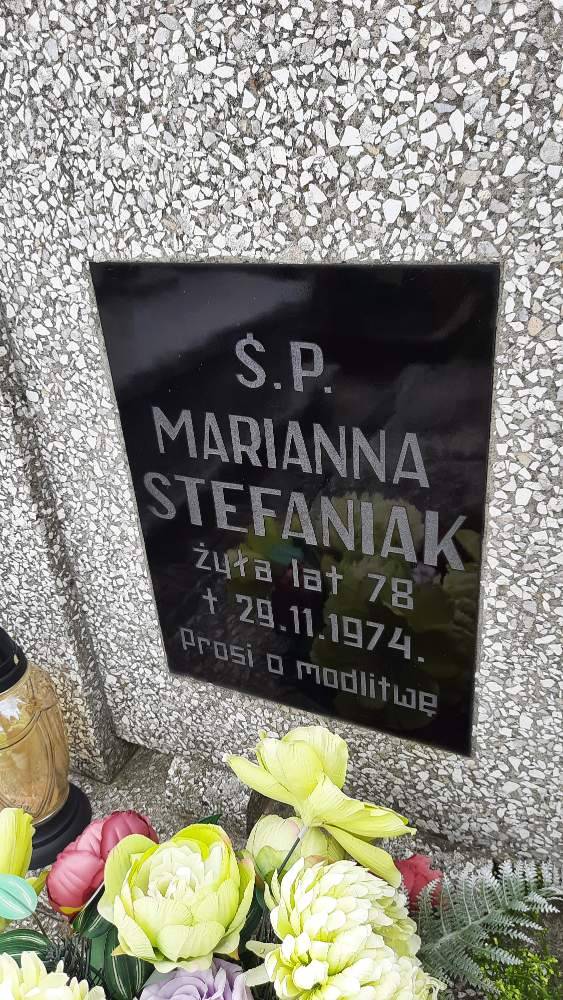 Ś.P.
MARIANNA
STEFANIAK
żyła lat 78
† 29.11.1974.
prosi o modlitwę